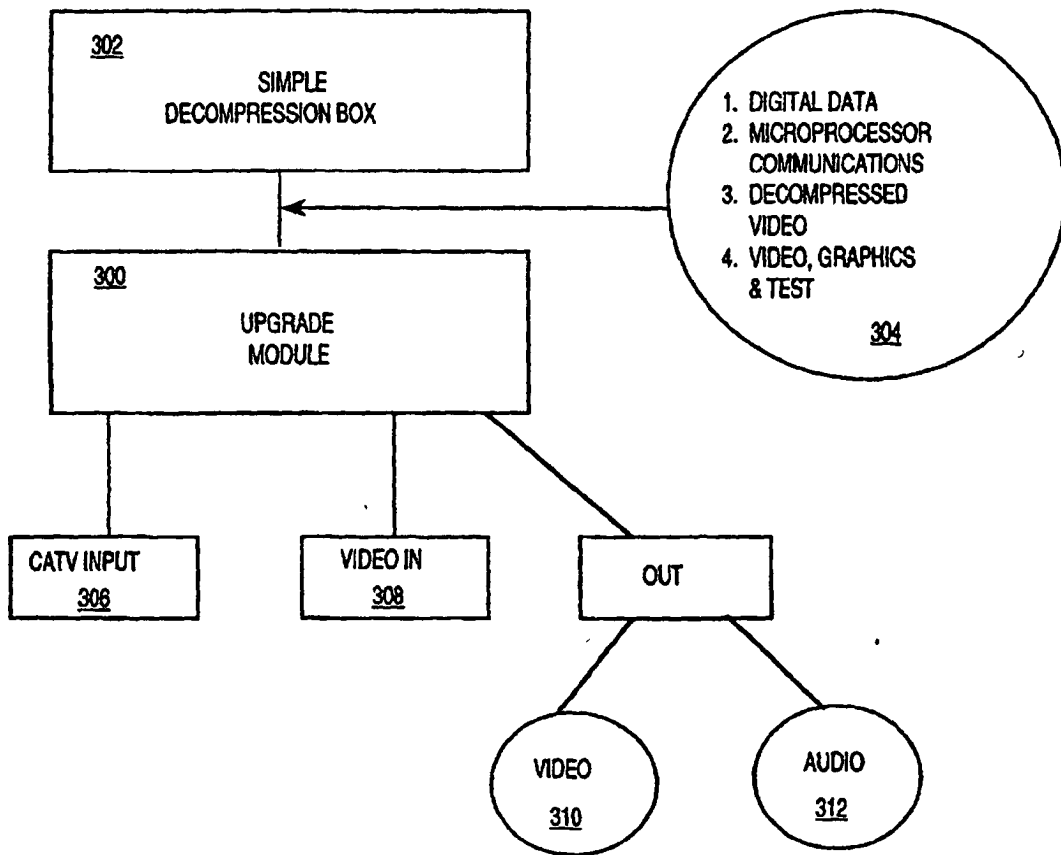 302
SIMPLE
DECOMPRESSION BOX
1. DIGITAL DATA
2. MICROPROCESSOR
COMMUNICATIONS
3. DECOMPRESSED
VIDEO
4. VIDEO, GRAPHICS
& TEST
304
300
UPGRADE
MODULE
CATV INPUT
306
VIDEO IN
308
OUT
VIDEO
310
AUDIO
312